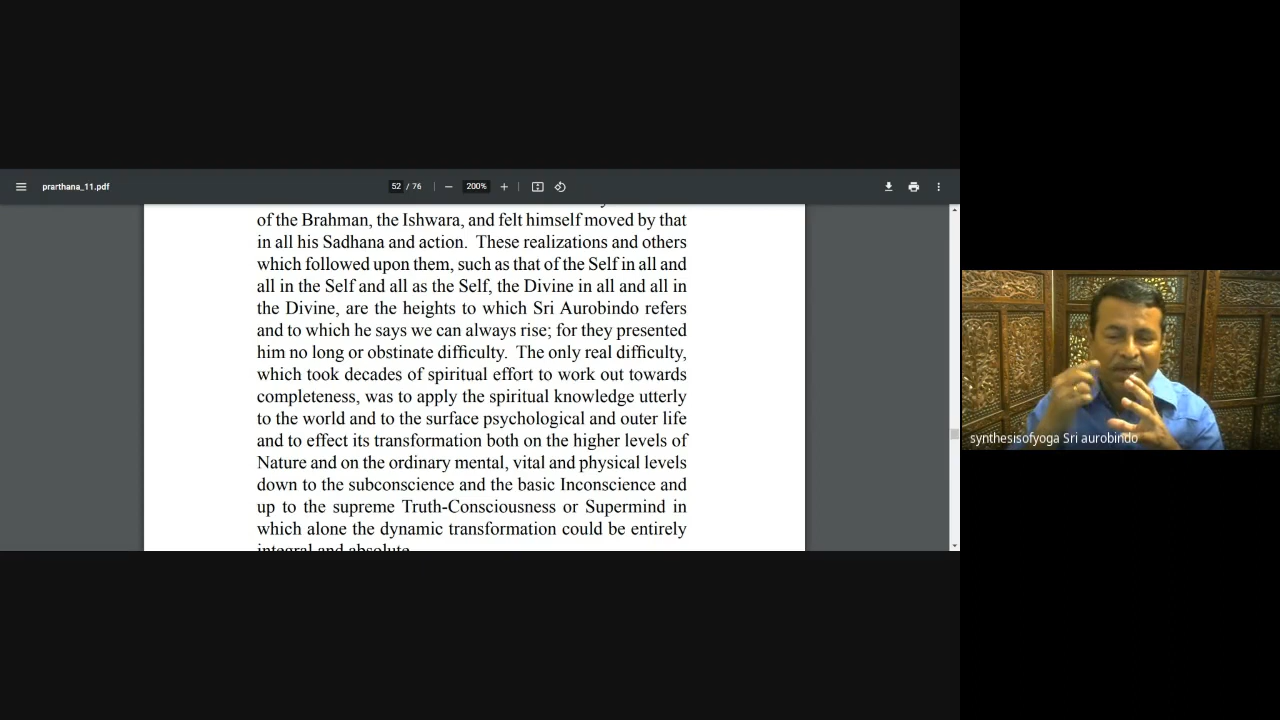 prarthana_11.pdf
52 / 76
200%
of the Brahman, the Ishwara, and felt himself moved by that
in all his Sadhana and action.  These realizations and others
which followed upon them, such as that of the Self in all and
all in the Self and all as the Self, the Divine in all and all in
the Divine, are the heights to which Sri Aurobindo refers
and to which he says we can always rise; for they presented
him no long or obstinate difficulty.  The only real difficulty,
which took decades of spiritual effort to work out towards
completeness, was to apply the spiritual knowledge utterly
to the world and to the surface psychological and outer life
and to effect its transformation both on the higher levels of
Nature and on the ordinary mental, vital and physical levels
down to the subconscience and the basic Inconscience and
up to the supreme Truth-Consciousness or Supermind in
which alone the dynamic transformation could be entirely
integral and absolute.
synthesisofyoga Sri aurobindo